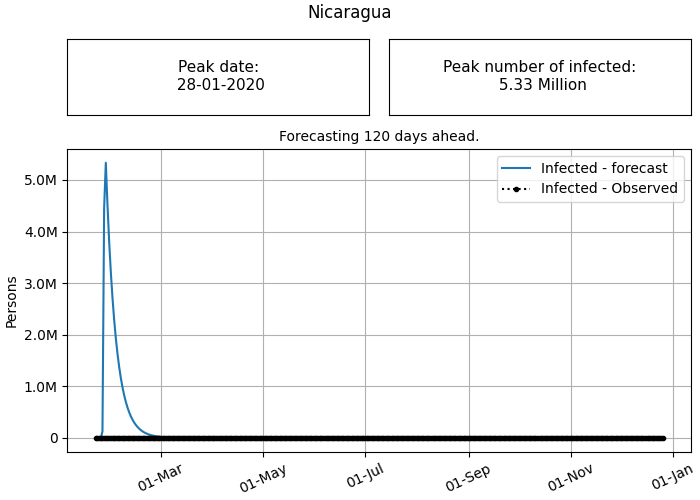 Nicaragua
Peak date:
28-01-2020
Peak number of infected:
5.33 Million
Forecasting 120 days ahead.
Infected - forecast
Infected - Observed
5.0M
4.0M
3.0M
2.0M
1.0M
0
Persons
01-Mar
01-May
01-Jul
01-Sep
01-Nov
01-Jan